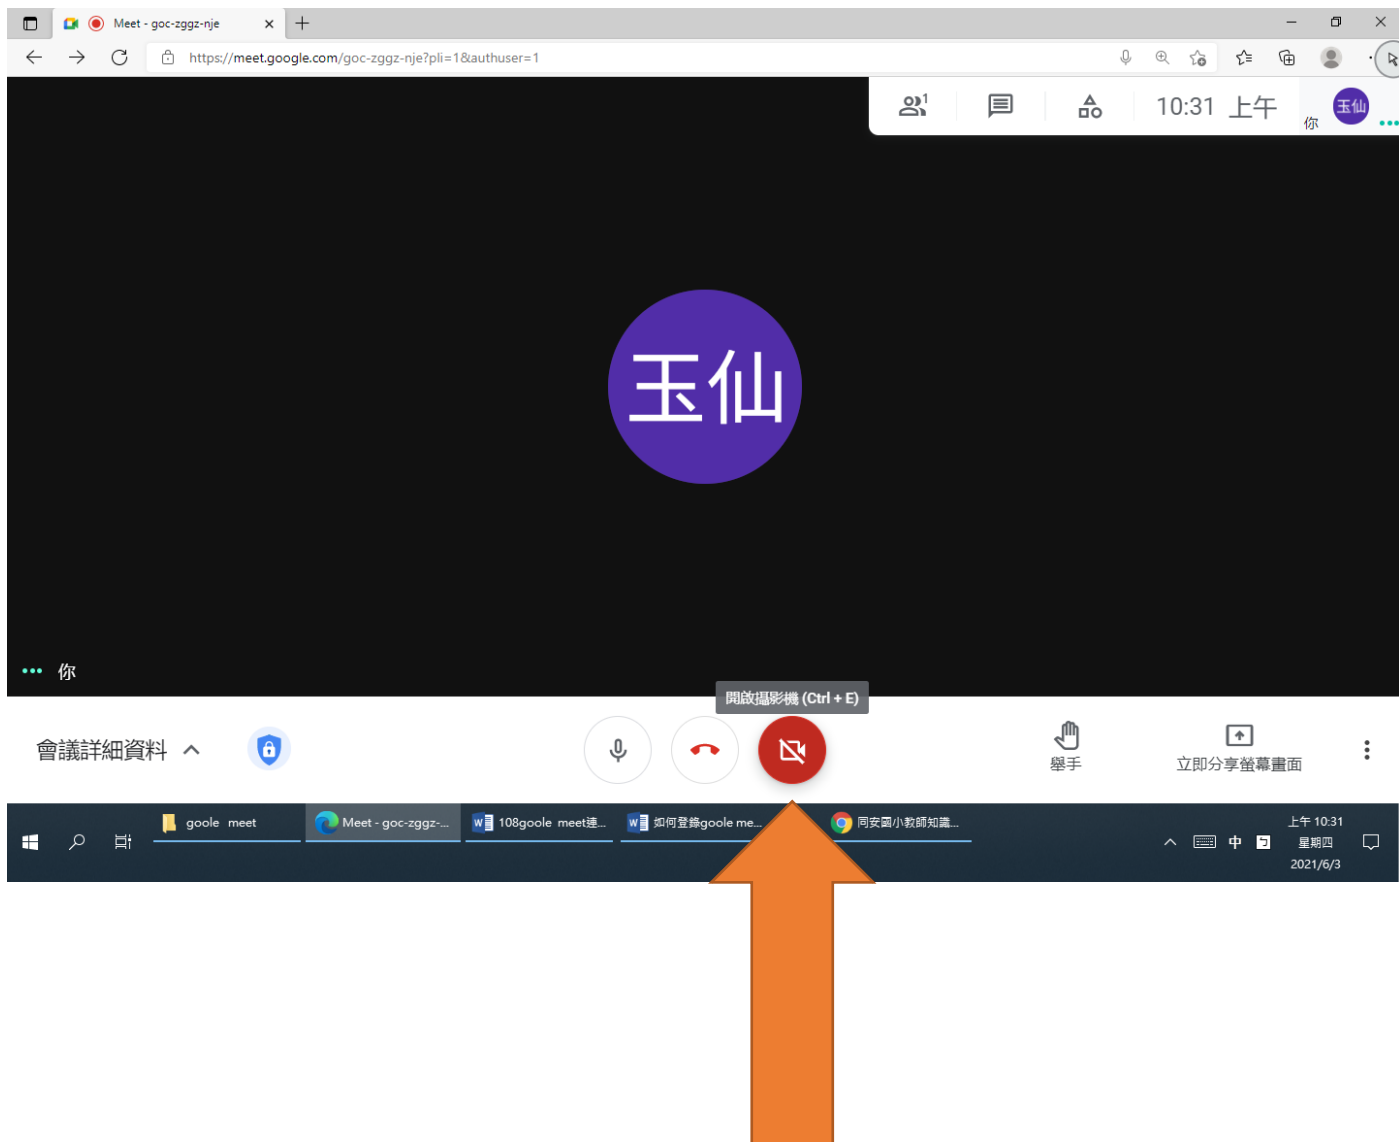 Meet - goc-zggz-nje
https://meet.google.com/goc-zggz-nje?pli=1&authuser=1
1
10:31 上午
你
玉仙
玉仙
你
開啟攝影機 (Ctrl + E)
會議詳細資料
舉手
立即分享螢幕畫面
goole meet
Meet - goc-zggz-...
108goole meet連...
如何登錄goole me...
同安國小教師知識...
中
ㄅ
上午 10:31
星期四
2021/6/3